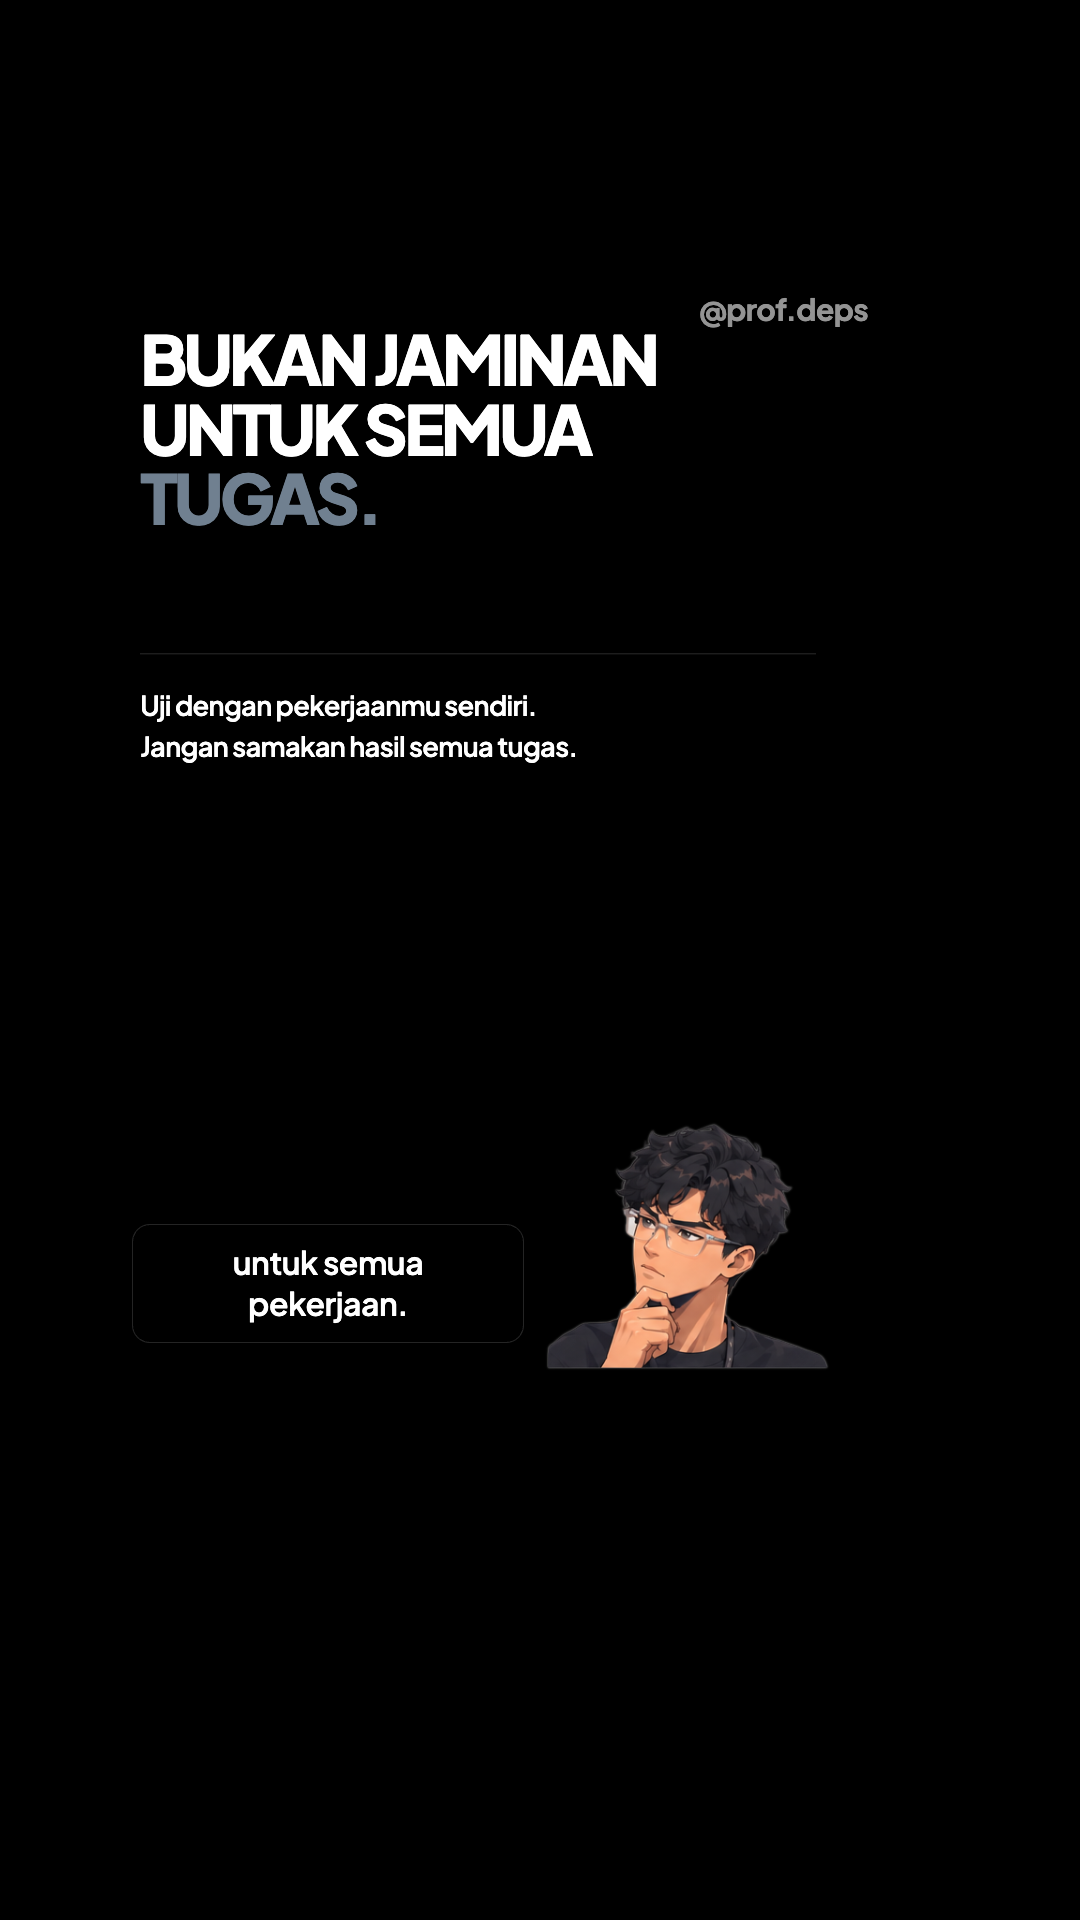 @prof.deps
BUKAN JAMINAN
UNTUK SEMUA
TUGAS.
Uji dengan pekerjaanmu sendiri.
Jangan samakan hasil semua tugas.
untuk semua
pekerjaan.